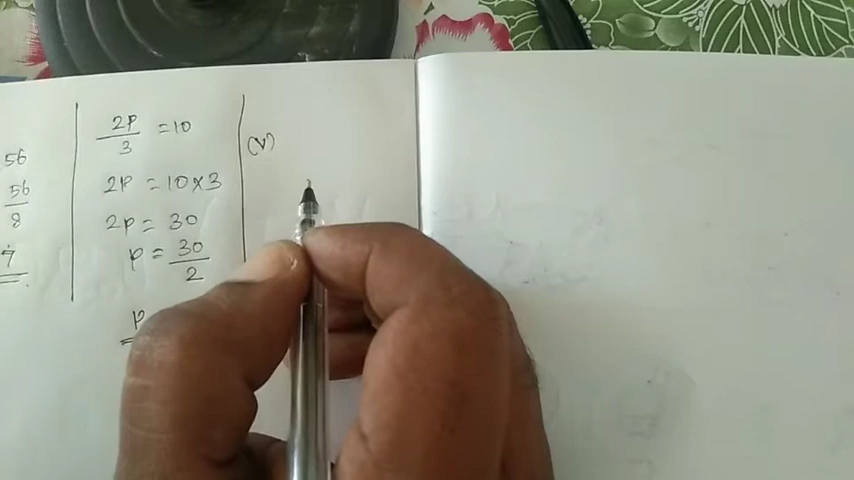 56
56
8
7
2P/3 = 10
2P = 10 × 3
2P = 30
P = 30/2
P
(V)